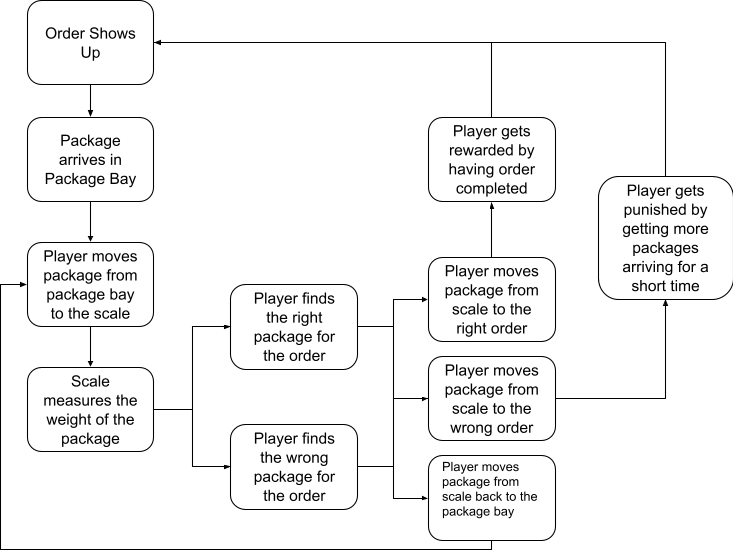 Order Shows
Up
Package
arrives in
Package Bay
Player moves
package from
package bay
to the scale
Scale
measures the
weight of the
package
Player finds
the right
package for
the order
Player finds
the wrong
package for
the order
Player gets
rewarded by
having order
completed
Player moves
package from
scale to the
right order
Player moves
package from
scale to the
wrong order
Player moves
package from
scale back to the
package bay
Player gets
punished by
getting more
packages
arriving for a
short time